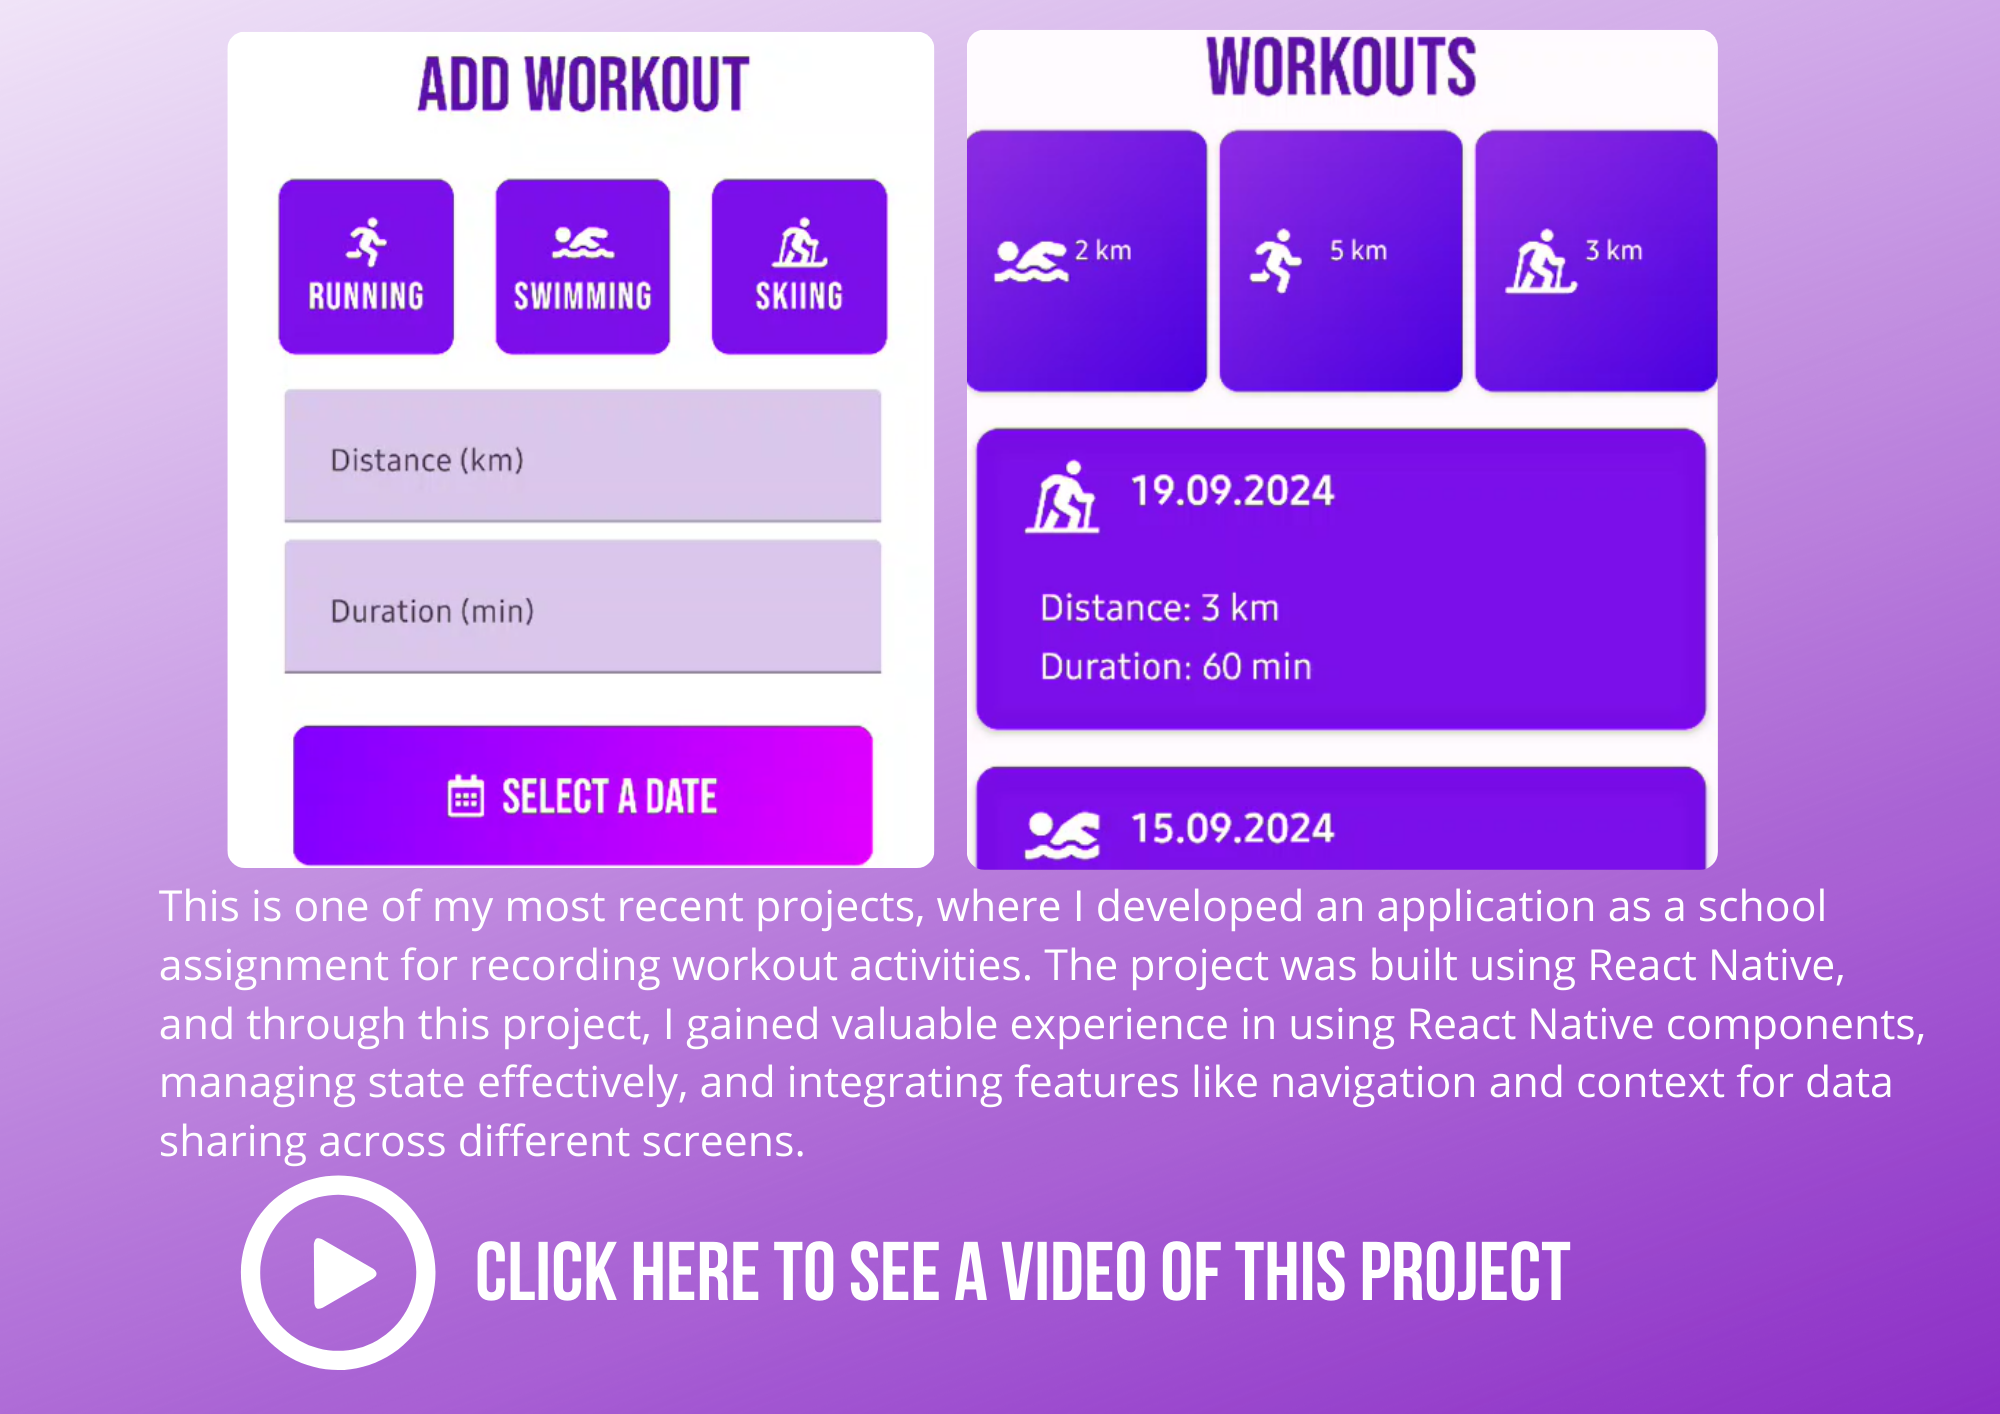 ADD WORKOUT
RUNNING
SWIMMING
SKIING
Distance (km)
Duration (min)
SELECT A DATE
WORKOUTS
2 km
5 km
3 km
19.09.2024
Distance: 3 km
Duration: 60 min
15.09.2024
This is one of my most recent projects, where I developed an application as a school
assignment for recording workout activities. The project was built using React Native,
and through this project, I gained valuable experience in using React Native components,
managing state effectively, and integrating features like navigation and context for data
sharing across different screens.
CLICK HERE TO SEE A VIDEO OF THIS PROJECT